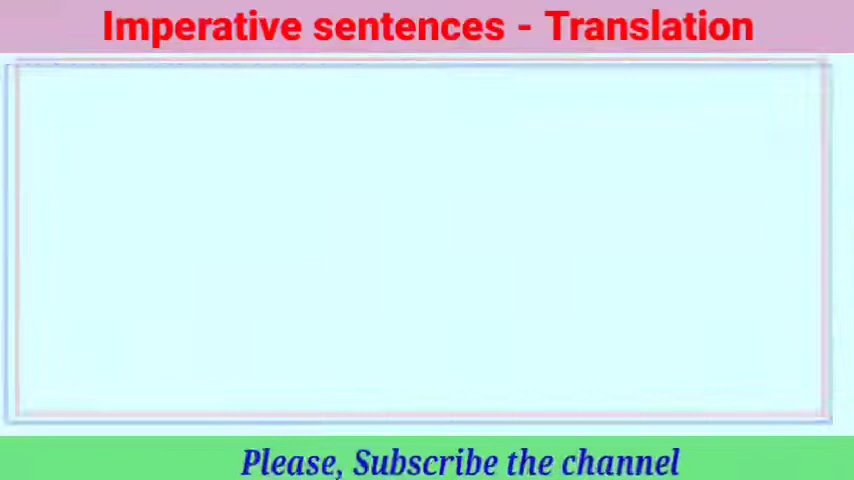 Imperative sentences - Translation
Please, Subscribe the channel